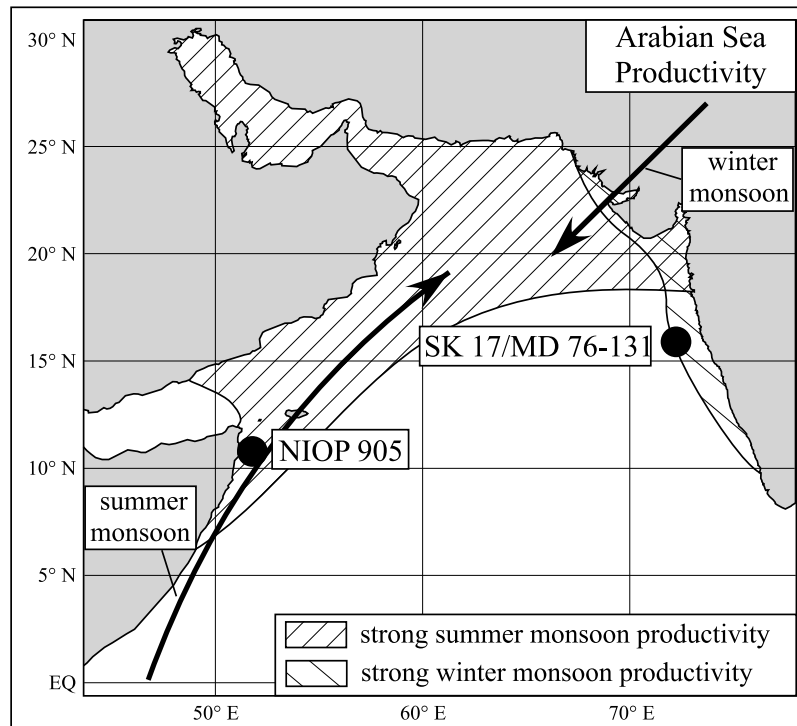 30° N
Arabian Sea
Productivity
25° N
winter
monsoon
20° N
SK 17/MD 76-131
15° N
NIOP 905
10° N
summer
monsoon
5° N
strong summer monsoon productivity
strong winter monsoon productivity
EQ
50° E
60° E
70° E